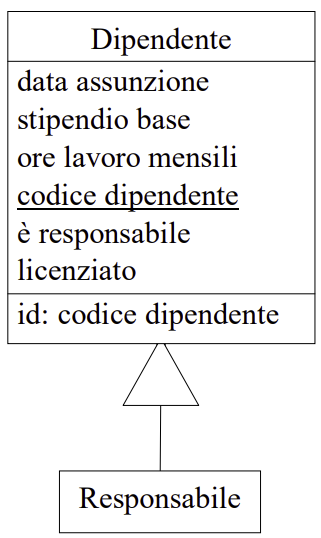 Dipendente
data assunzione
stipendio base
ore lavoro mensili
codice dipendente
è responsabile
licenziato
id: codice dipendente
Responsabile